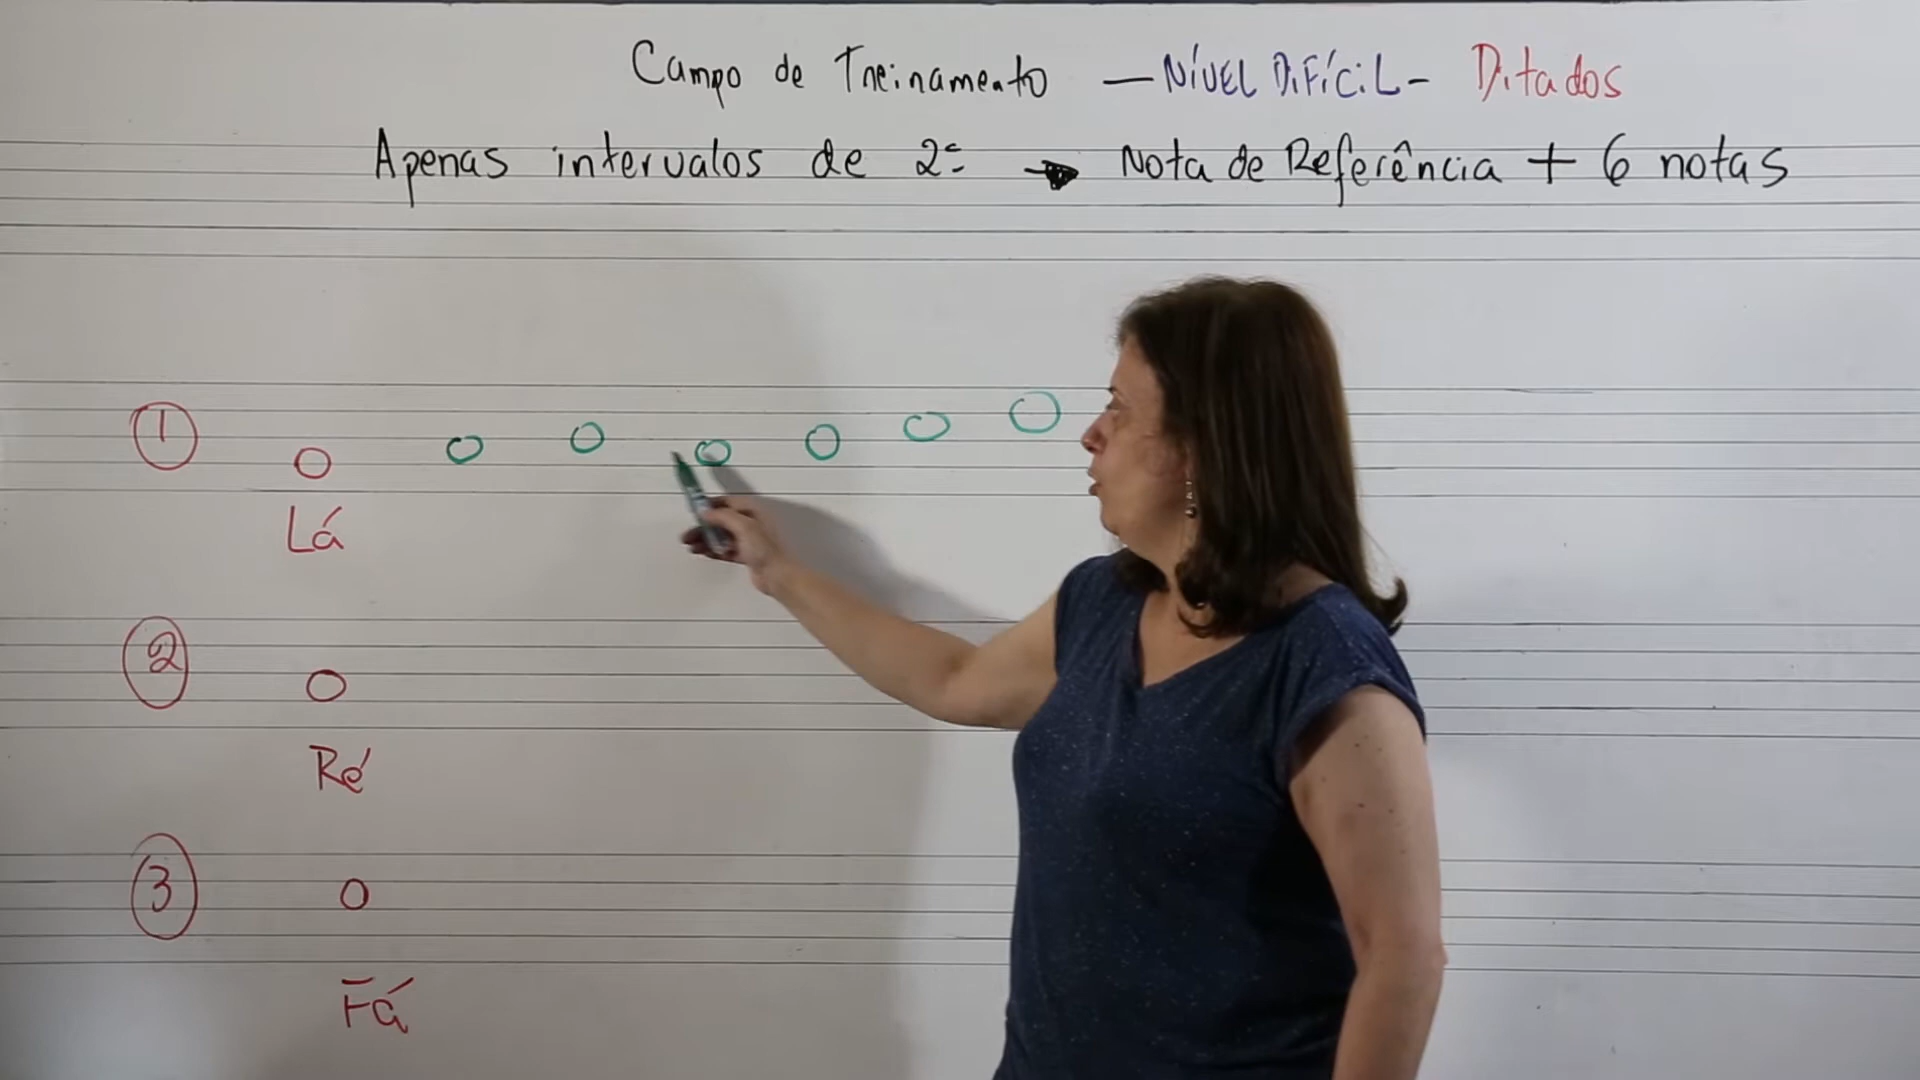 Campo de Treinamento — NÍVEL DIFÍCIL - Ditados
Apenas intervalos de 2ª → Nota de Referência + 6 notas
1
Lá
2
Ré
3
Fá